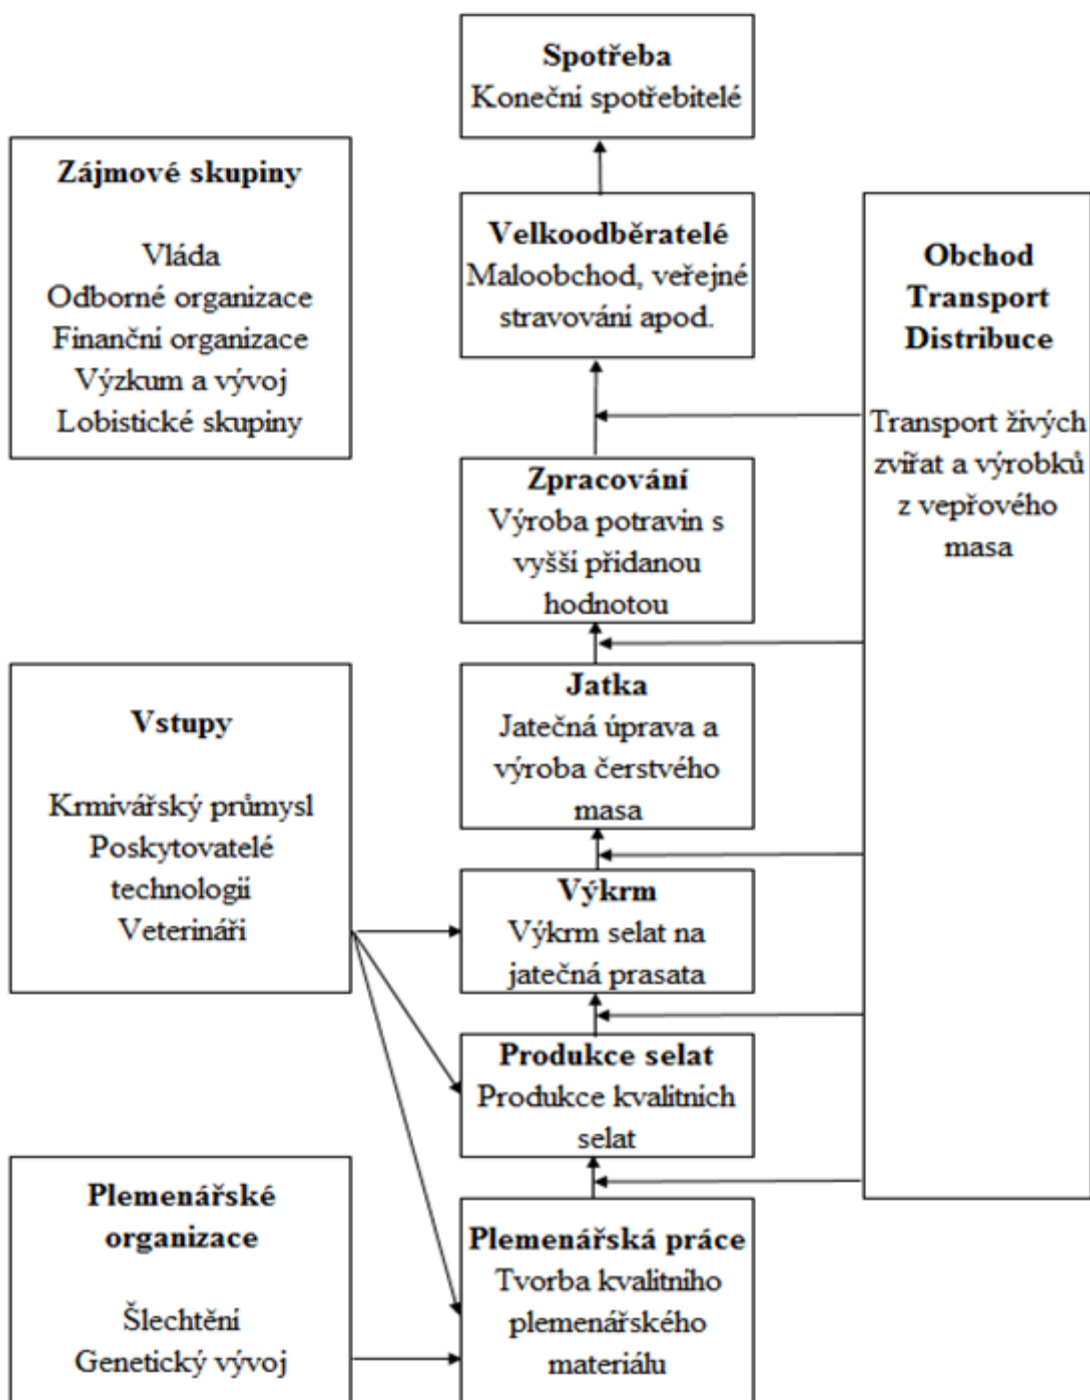 Spotřeba
Koneční spotřebitelé
Zájmové skupiny
Vláda
Odborné organizace
Finanční organizace
Výzkum a vývoj
Lobistické skupiny
Velkoodběratelé
Maloobchod, veřejné
stravování apod.
Obchod
Transport
Distribuce
Transport živých
zvířat a výrobků
z vepřového
masa
Zpracování
Výroba potravin s
vyšší přidanou
hodnotou
Vstupy
Krmivářský průmysl
Poskytovatelé
technologií
Veterináři
Jatka
Jatečná úprava a
výroba čerstvého
masa
Výkrm
Výkrm selat na
jatečná prasata
Produkce selat
Produkce kvalitních
selat
Plemenářské
organizace
Šlechtění
Genetický vývoj
Plemenářská práce
Tvorba kvalitního
plemenářského
materiálu